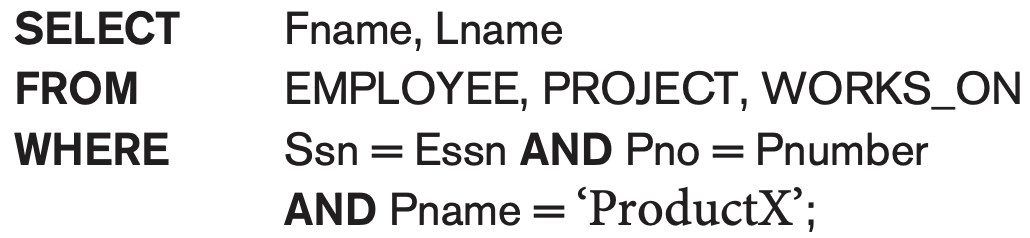 SELECT Fname, Lname
FROM EMPLOYEE, PROJECT, WORKS_ON
WHERE Ssn = Essn AND Pno = Pnumber
AND Pname = ‘ProductX’;